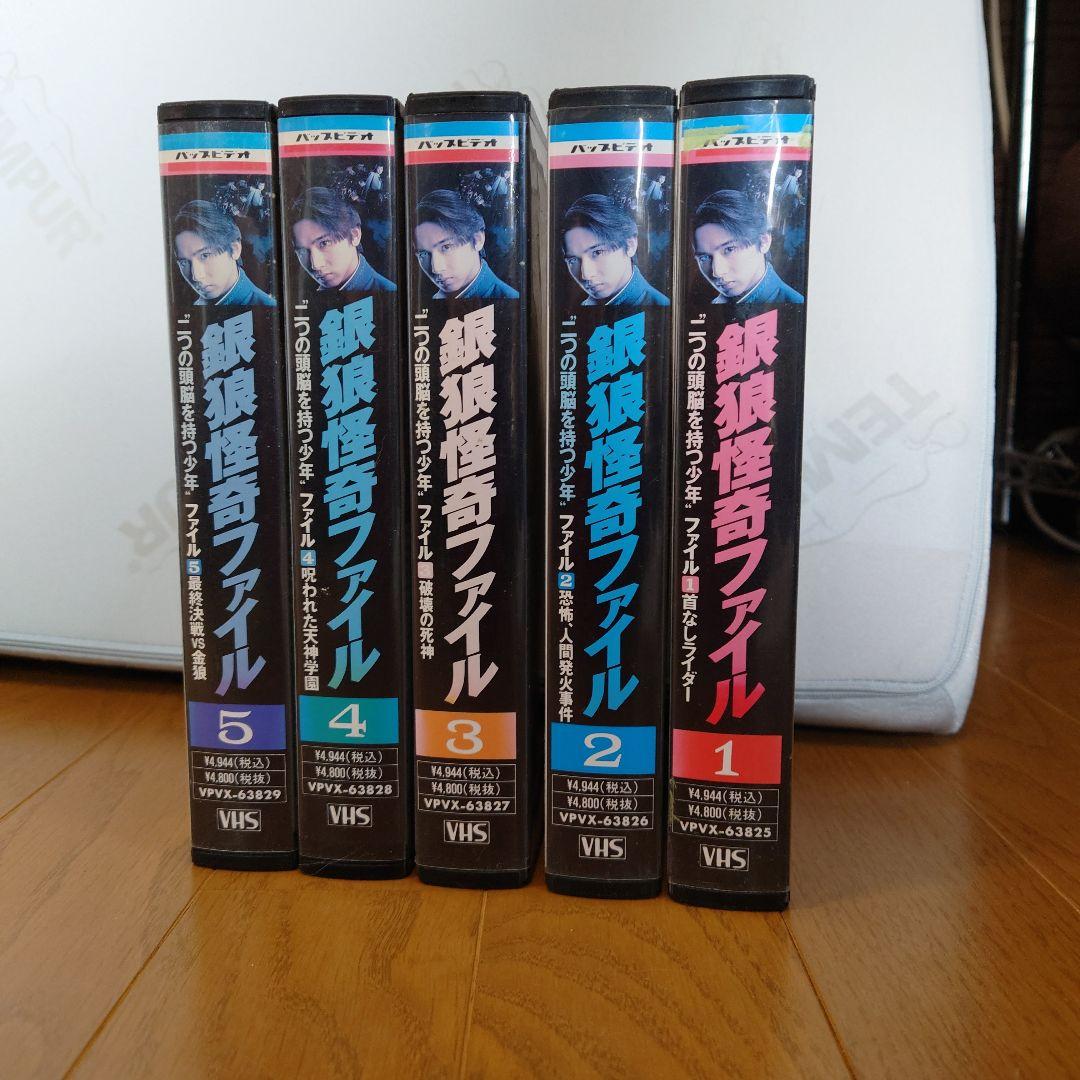 バップビデオ
銀狼怪奇ファイル
"二つの頭脳を持つ少年" ファイル5最終決戦VS金狼
5
¥4,944(税込)
¥4,800(税抜)
VPVX-63829
VHS
バップビデオ
銀狼怪奇ファイル
"二つの頭脳を持つ少年" ファイル4呪われた天神学園
4
¥4,944(税込)
¥4,800(税抜)
VPVX-63828
VHS
バップビデオ
銀狼怪奇ファイル
"二つの頭脳を持つ少年" ファイル3破壊の死神
3
¥4,944(税込)
¥4,800(税抜)
VPVX-63827
VHS
バップビデオ
銀狼怪奇ファイル
"二つの頭脳を持つ少年" ファイル2恐怖、人間発火事件
2
¥4,944(税込)
¥4,800(税抜)
VPVX-63826
VHS
バップビデオ
銀狼怪奇ファイル
"二つの頭脳を持つ少年" ファイル1首なしライダー
1
¥4,944(税込)
¥4,800(税抜)
VPVX-63825
VHS
TEMPUR